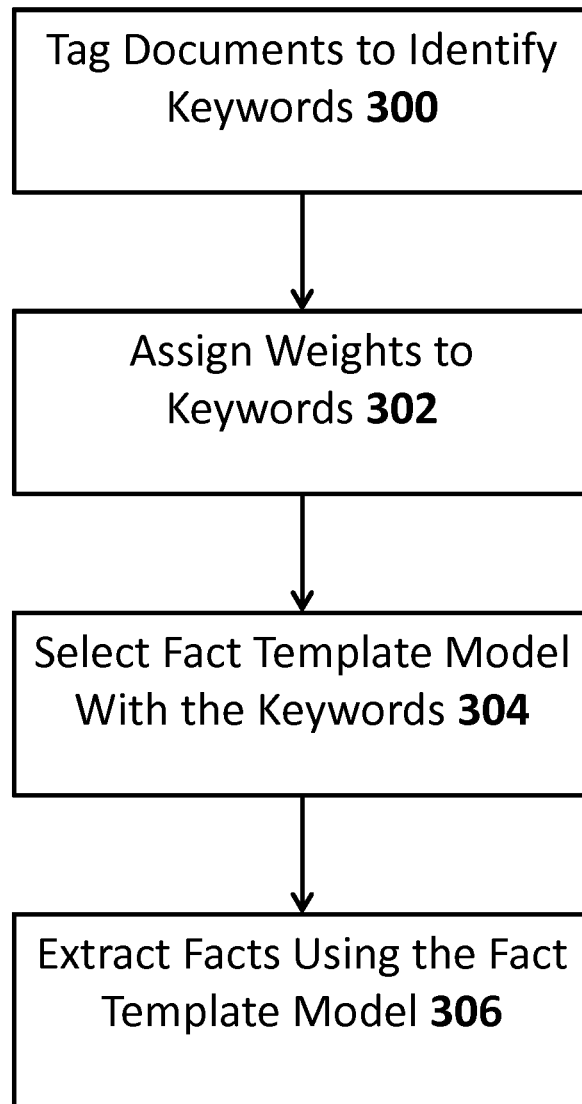 Tag Documents to Identify
Keywords 300
Assign Weights to
Keywords 302
Select Fact Template Model
With the Keywords 304
Extract Facts Using the Fact
Template Model 306